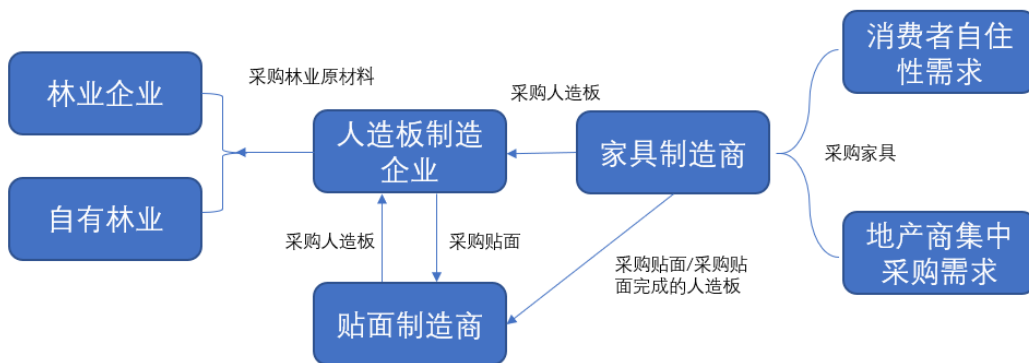 林业企业
自有林业
采购林业原材料
人造板制造
企业
采购人造板
采购贴面
贴面制造商
采购人造板
家具制造商
采购贴面/采购贴
面完成的人造板
采购家具
消费者自住
性需求
地产商集中
采购需求